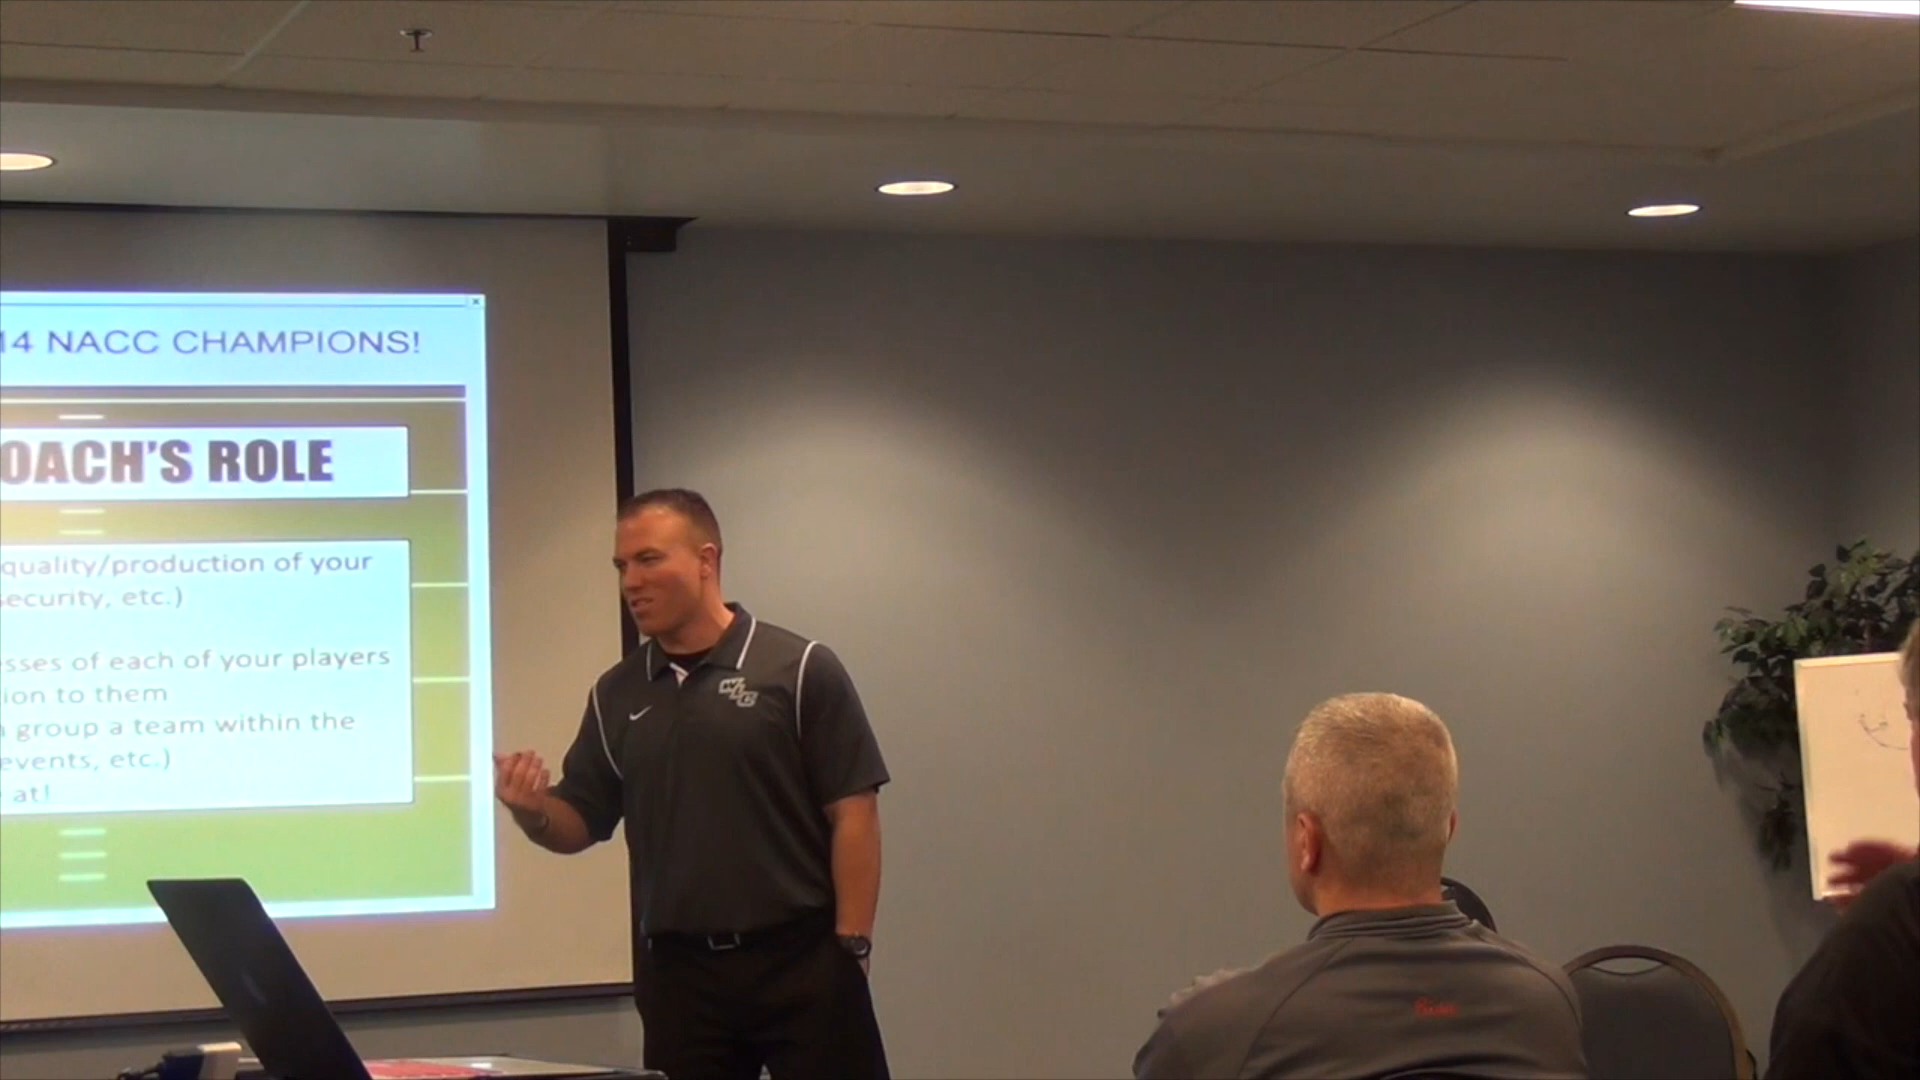 14 NACC CHAMPIONS!
OACH'S ROLE
quality/production of your
security, etc.)
sses of each of your players
ion to them
group a team within the
events, etc.)
at!
WLC